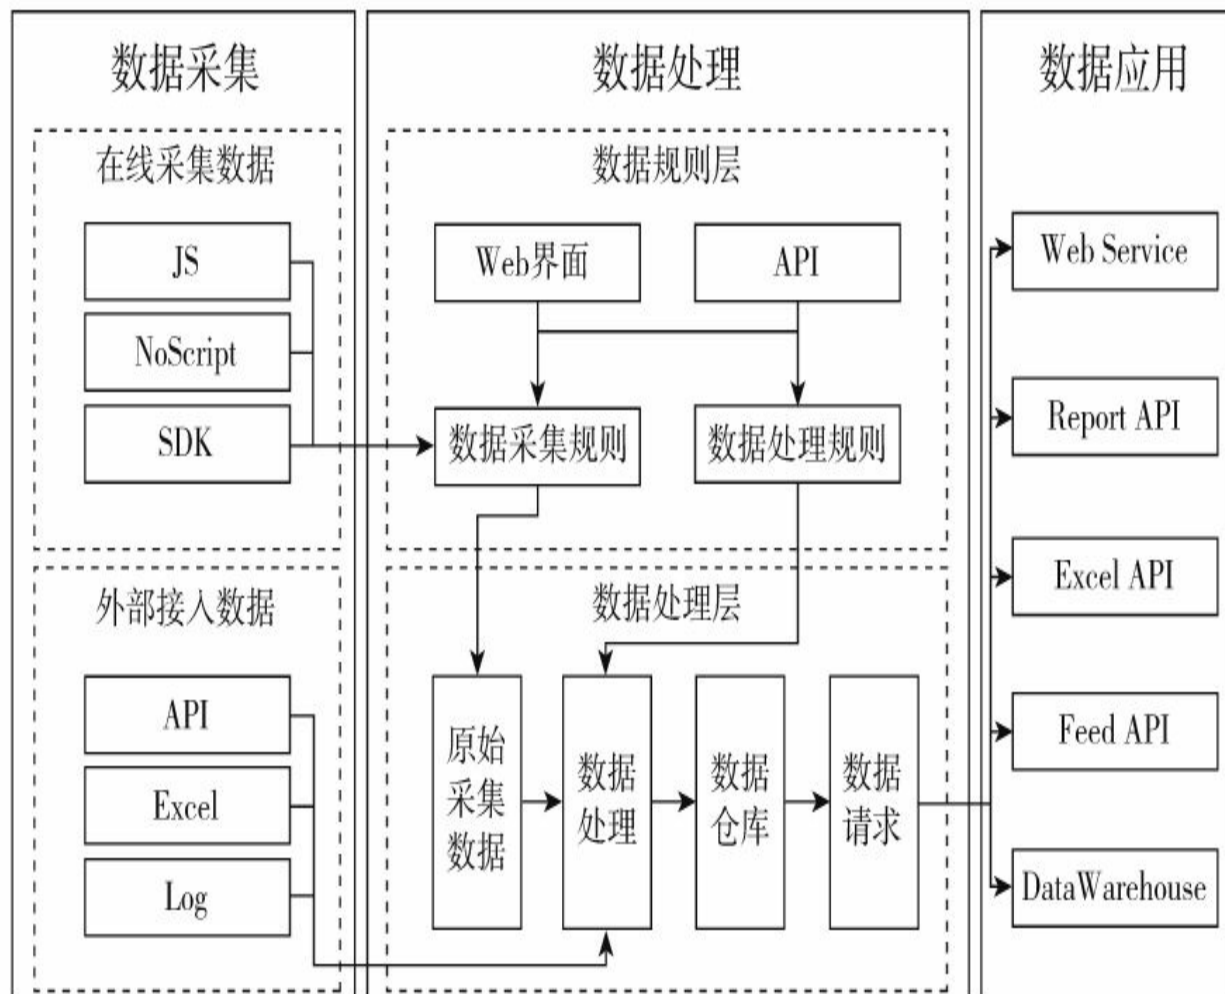 数据采集
在线采集数据
JS
NoScript
SDK
外部接入数据
API
Excel
Log
数据处理
数据规则层
Web界面
API
数据采集规则
数据处理规则
数据处理层
原始
采集
数据
数据
处理
数据
仓库
数据
请求
数据应用
Web Service
Report API
Excel API
Feed API
DataWarehouse